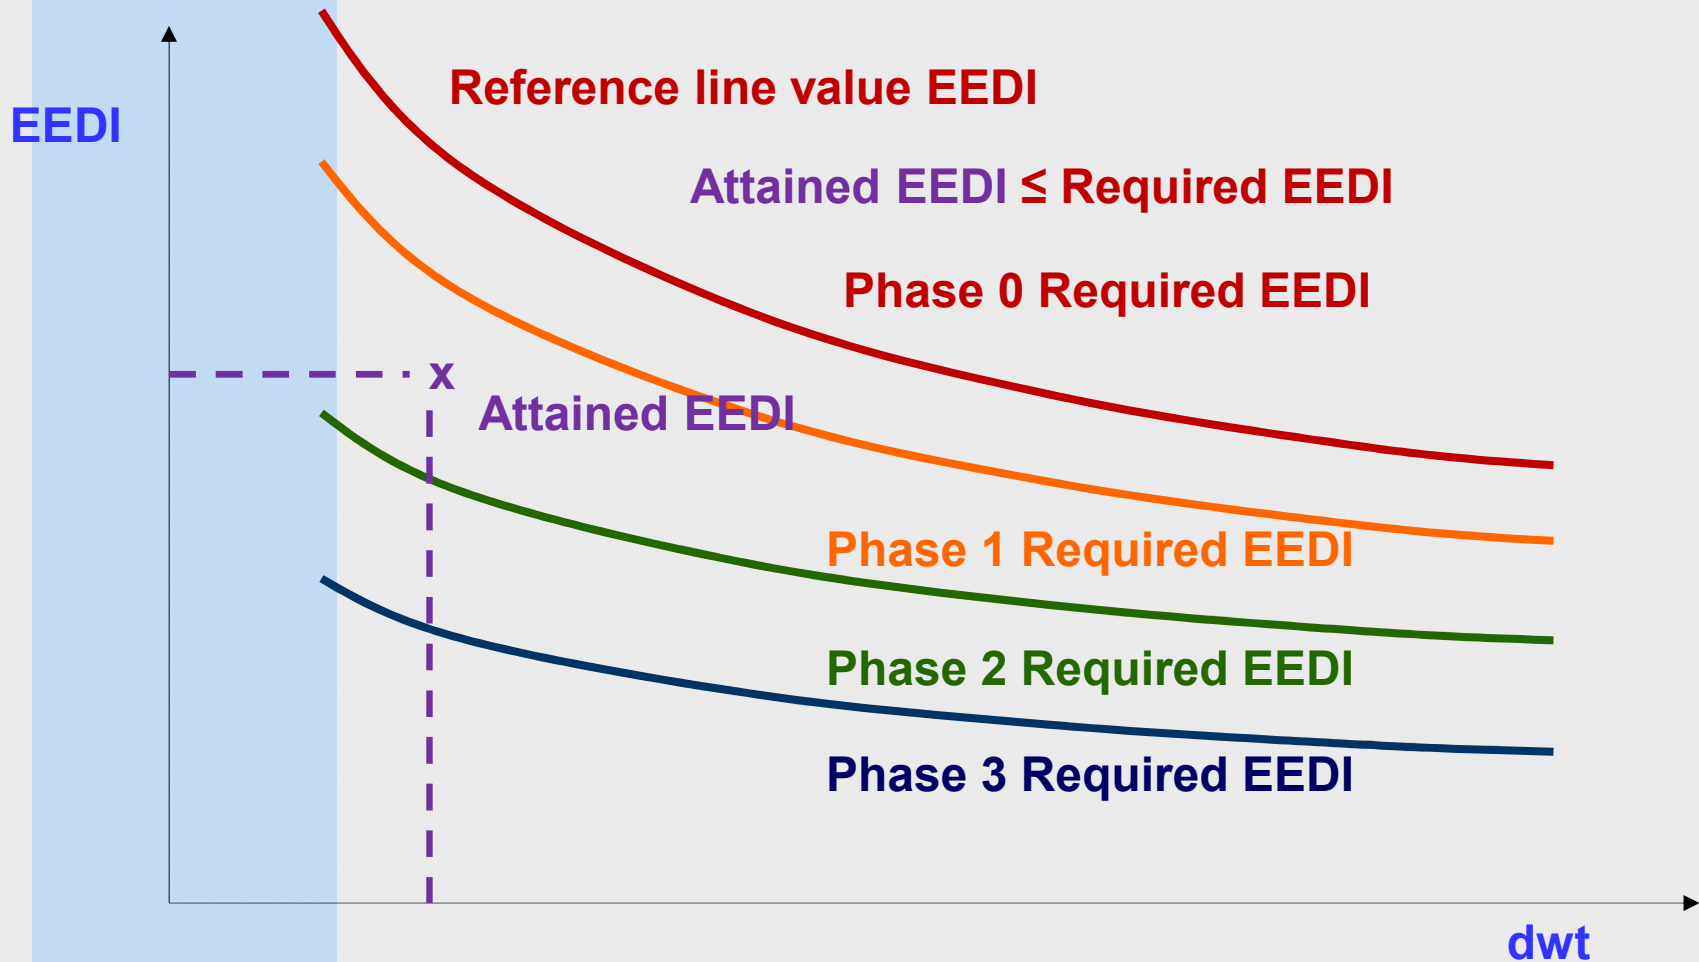 Reference line value EEDI
EEDI
Attained EEDI ≤ Required EEDI
Phase 0 Required EEDI
x
Attained EEDI
Phase 1 Required EEDI
Phase 2 Required EEDI
Phase 3 Required EEDI
dwt